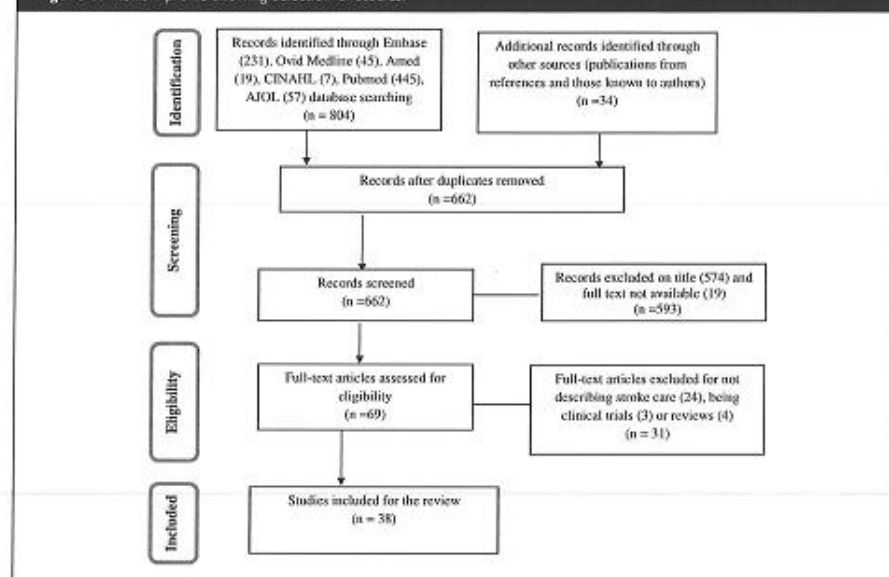 Identification
Records identified through Embase
(231), Ovid Medline (45), Amed
(19), CINAHL (7), Pubmed (445),
AJOL (57) database searching
(n = 804)
Additional records identified through
other sources (publications from
references and those known to authors)
(n =34)
Screening
Records after duplicates removed
(n =662)
Records screened
(n =662)
Records excluded on title (574) and
full text not available (19)
(n =593)
Eligibility
Full-text articles assessed for
eligibility
(n =69)
Full-text articles excluded for not
describing stroke care (24), being
clinical trials (3) or reviews (4)
(n = 31)
Included
Studies included for the review
(n = 38)